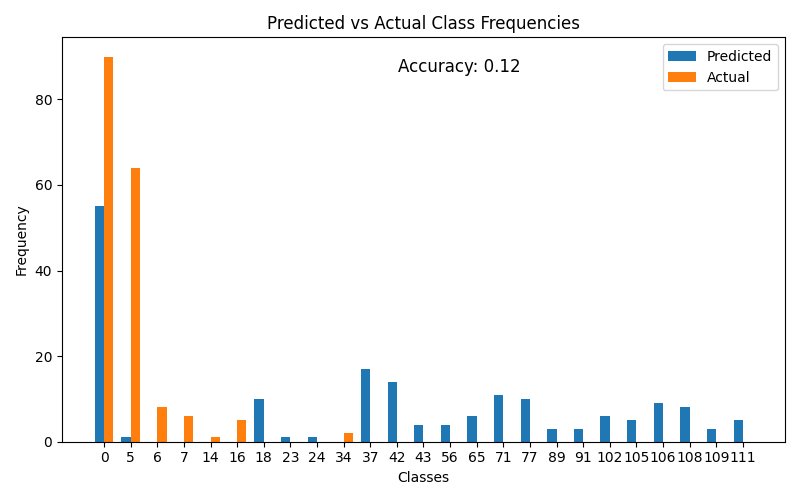 Predicted vs Actual Class Frequencies
Accuracy: 0.12
Predicted
Actual
Frequency
80
60
40
20
0
0 5 6 7 14 16 18 23 24 34 37 42 43 56 65 71 77 89 91 102 105 106 108 109 111
Classes